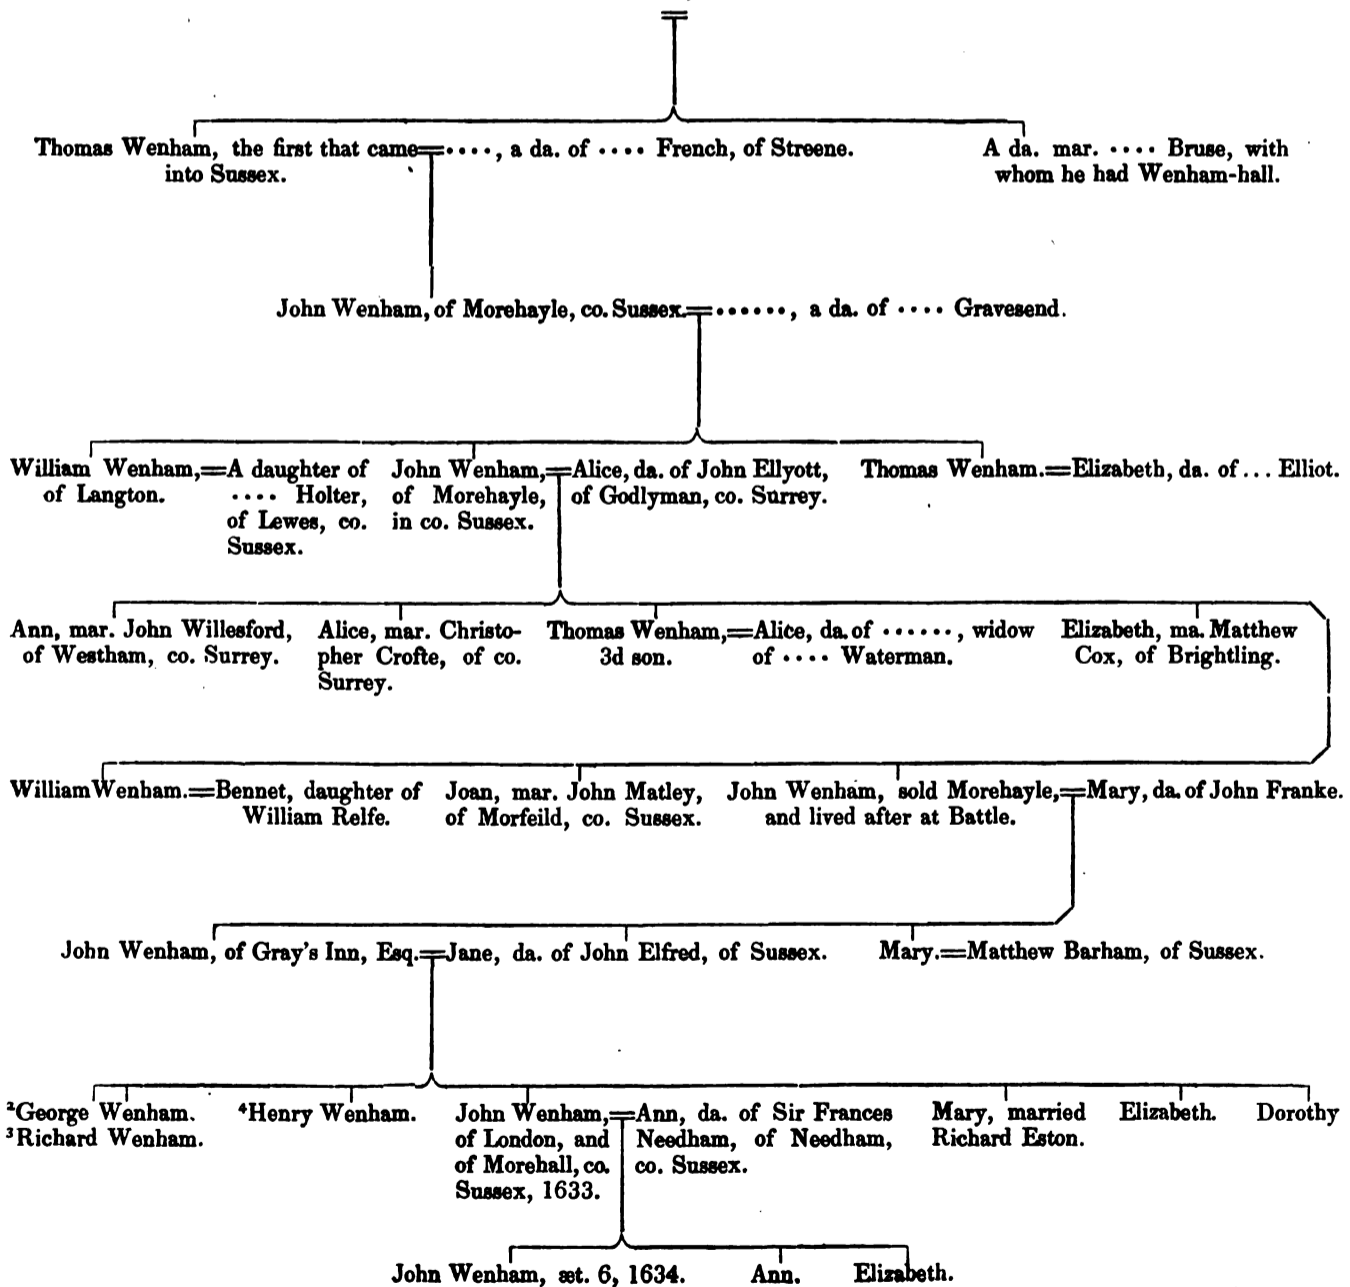 Thomas Wenham, the first that came═····, a da. of ···· French, of Streene.
into Sussex.
A da. mar. ···· Bruse, with
whom he had Wenham-hall.
John Wenham, of Morehayle, co. Sussex.═······, a da. of ···· Gravesend.
William Wenham,═A daughter of
of Langton.
···· Holter,
of Lewes, co.
Sussex.
John Wenham,═Alice, da. of John Ellyott,
of Morehayle,
in co. Sussex.
of Godlyman, co. Surrey.
Thomas Wenham.═Elizabeth, da. of ... Elliot.
Ann, mar. John Willesford,
of Westham, co. Surrey.
Alice, mar. Christo-
pher Crofte, of co.
Surrey.
Thomas Wenham,═Alice, da. of ······, widow
3d son.
of ···· Waterman.
Elizabeth, ma. Matthew
Cox, of Brightling.
William Wenham.═Bennet, daughter of
William Relfe.
Joan, mar. John Matley,
of Morfeild, co. Sussex.
John Wenham, sold Morehayle,═Mary, da. of John Franke.
and lived after at Battle.
John Wenham, of Gray's Inn, Esq.═Jane, da. of John Elfred, of Sussex.
Mary.═Matthew Barham, of Sussex.
²George Wenham.
³Richard Wenham.
⁴Henry Wenham.
John Wenham,═Ann, da. of Sir Frances
of London, and
of Morehall, co.
Sussex, 1633.
Needham, of Needham,
co. Sussex.
Mary, married
Richard Eston.
Elizabeth.
Dorothy
John Wenham, æt. 6, 1634.
Ann.
Elizabeth.